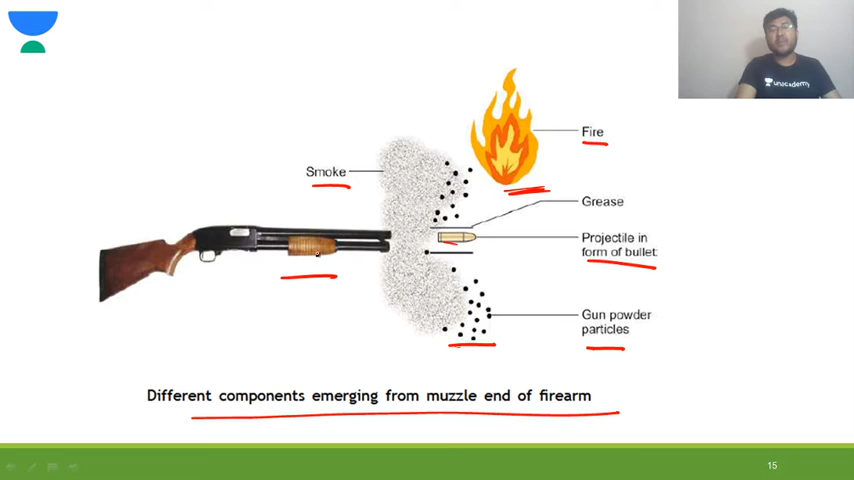 unacademy
Fire
Smoke
Grease
Projectile in
form of bullet
Gun powder
particles
Different components emerging from muzzle end of firearm
15